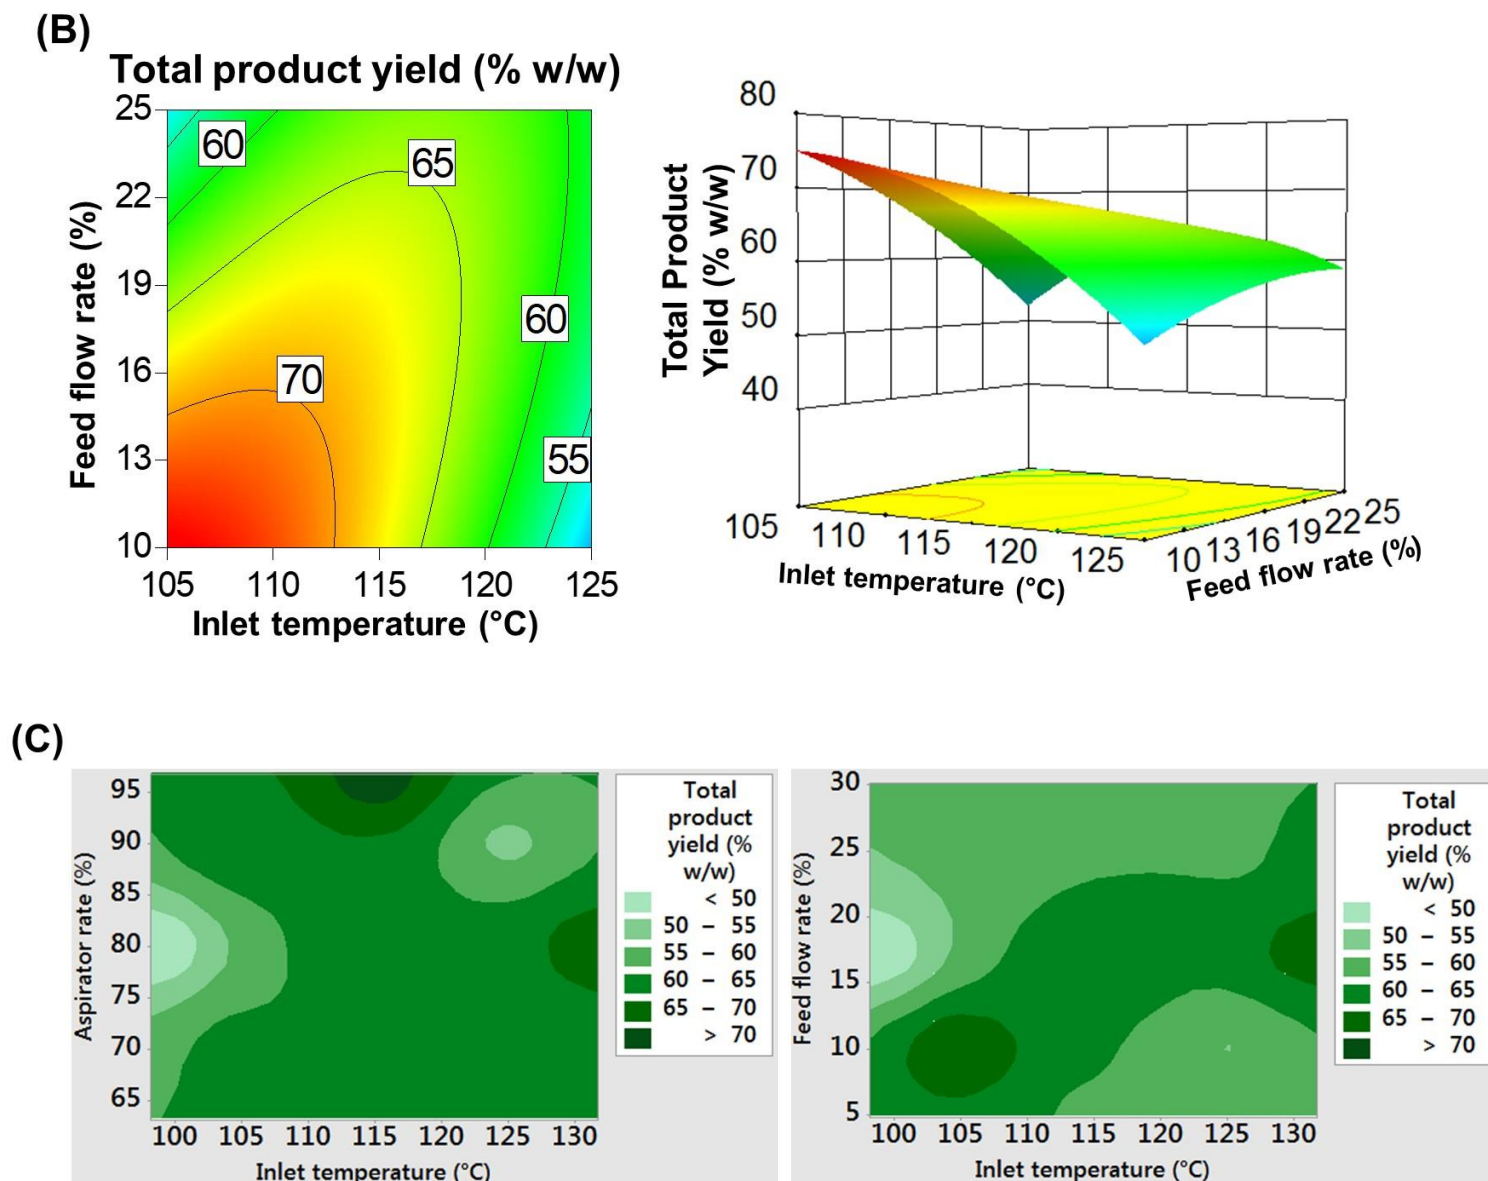 (B)
Total product yield (% w/w)
25
22
19
16
13
10
Feed flow rate (%)
60
65
70
60
55
105 110 115 120 125
Inlet temperature (°C)
80
70
60
50
40
Total Product
Yield (% w/w)
105 110 115 120 125
Inlet temperature (°C)
10 13 16 19 22 25
Feed flow rate (%)
(C)
95
90
85
80
75
70
65
Aspirator rate (%)
100 105 110 115 120 125 130
Inlet temperature (°C)
Total
product
yield (%
w/w)
< 50
50 – 55
55 – 60
60 – 65
65 – 70
> 70
30
25
20
15
10
5
Feed flow rate (%)
100 105 110 115 120 125 130
Inlet temperature (°C)
Total
product
yield (%
w/w)
< 50
50 – 55
55 – 60
60 – 65
65 – 70
> 70